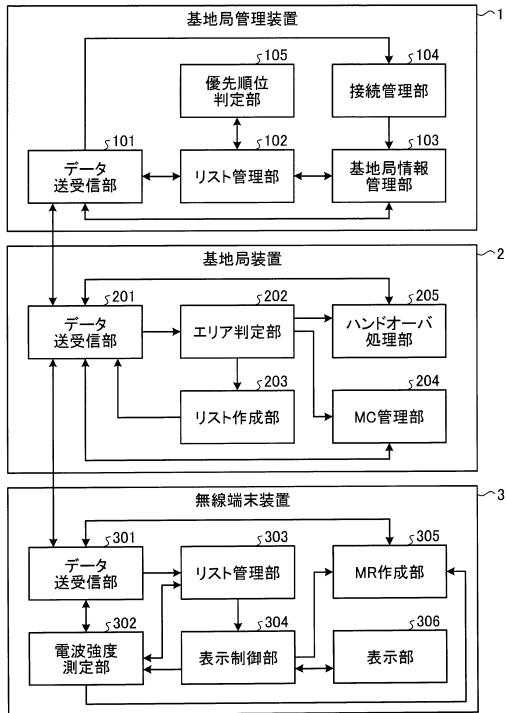 基地局管理装置
1
105
優先順位
判定部
104
接続管理部
101
データ
送受信部
102
リスト管理部
103
基地局情報
管理部
基地局装置
2
201
データ
送受信部
202
エリア判定部
205
ハンドオーバ
処理部
203
リスト作成部
204
MC管理部
無線端末装置
3
301
データ
送受信部
303
リスト管理部
305
MR作成部
302
電波強度
測定部
304
表示制御部
306
表示部